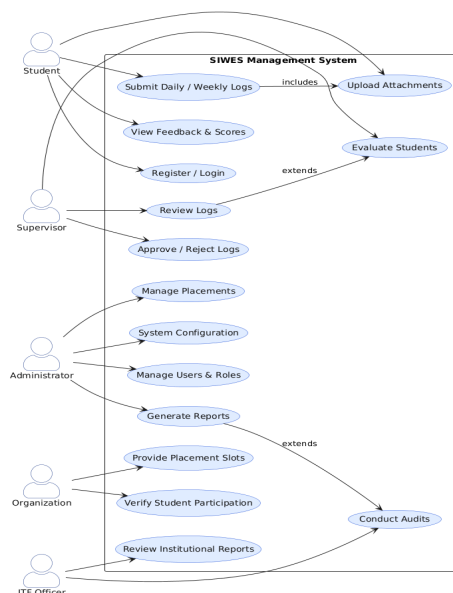 SIWES Management System
Student
Submit Daily / Weekly Logs
includes
Upload Attachments
View Feedback & Scores
Evaluate Students
Register / Login
extends
Review Logs
Supervisor
Approve / Reject Logs
Manage Placements
System Configuration
Administrator
Manage Users & Roles
Generate Reports
extends
Provide Placement Slots
Organization
Verify Student Participation
Conduct Audits
Review Institutional Reports
ITF Officer